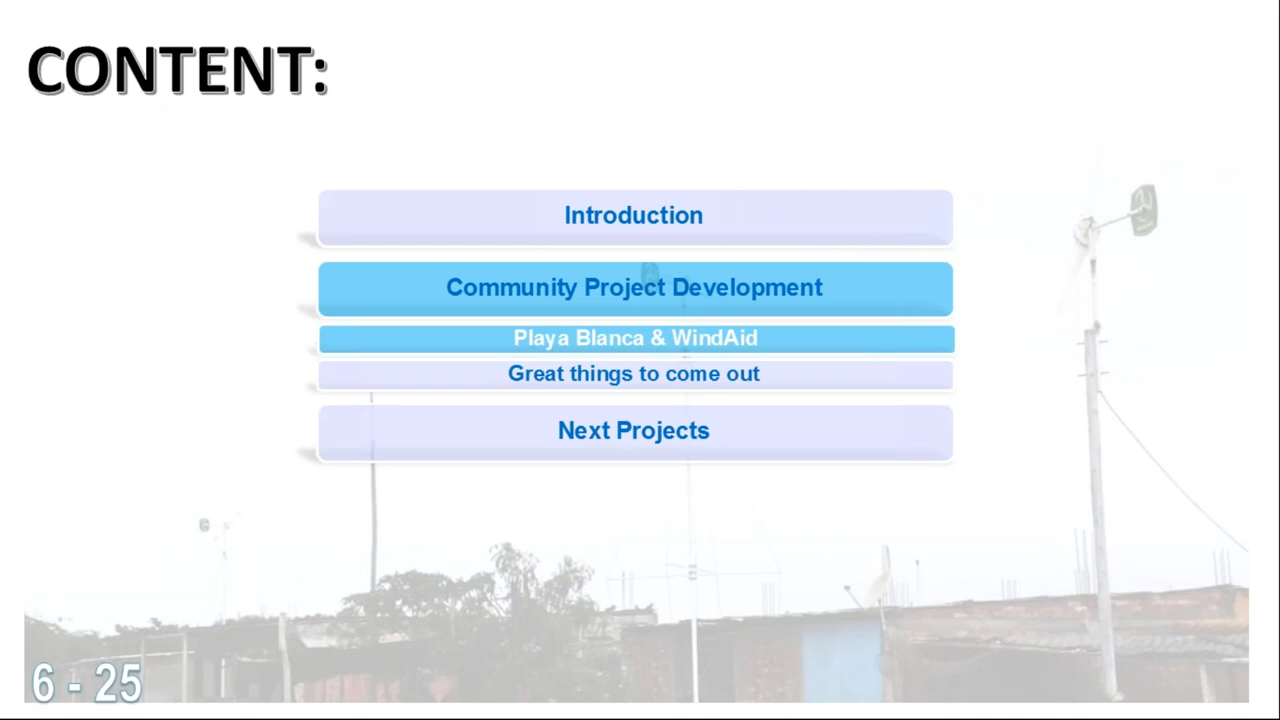 CONTENT:
Introduction
Community Project Development
Playa Blanca & WindAid
Great things to come out
Next Projects
6 - 25